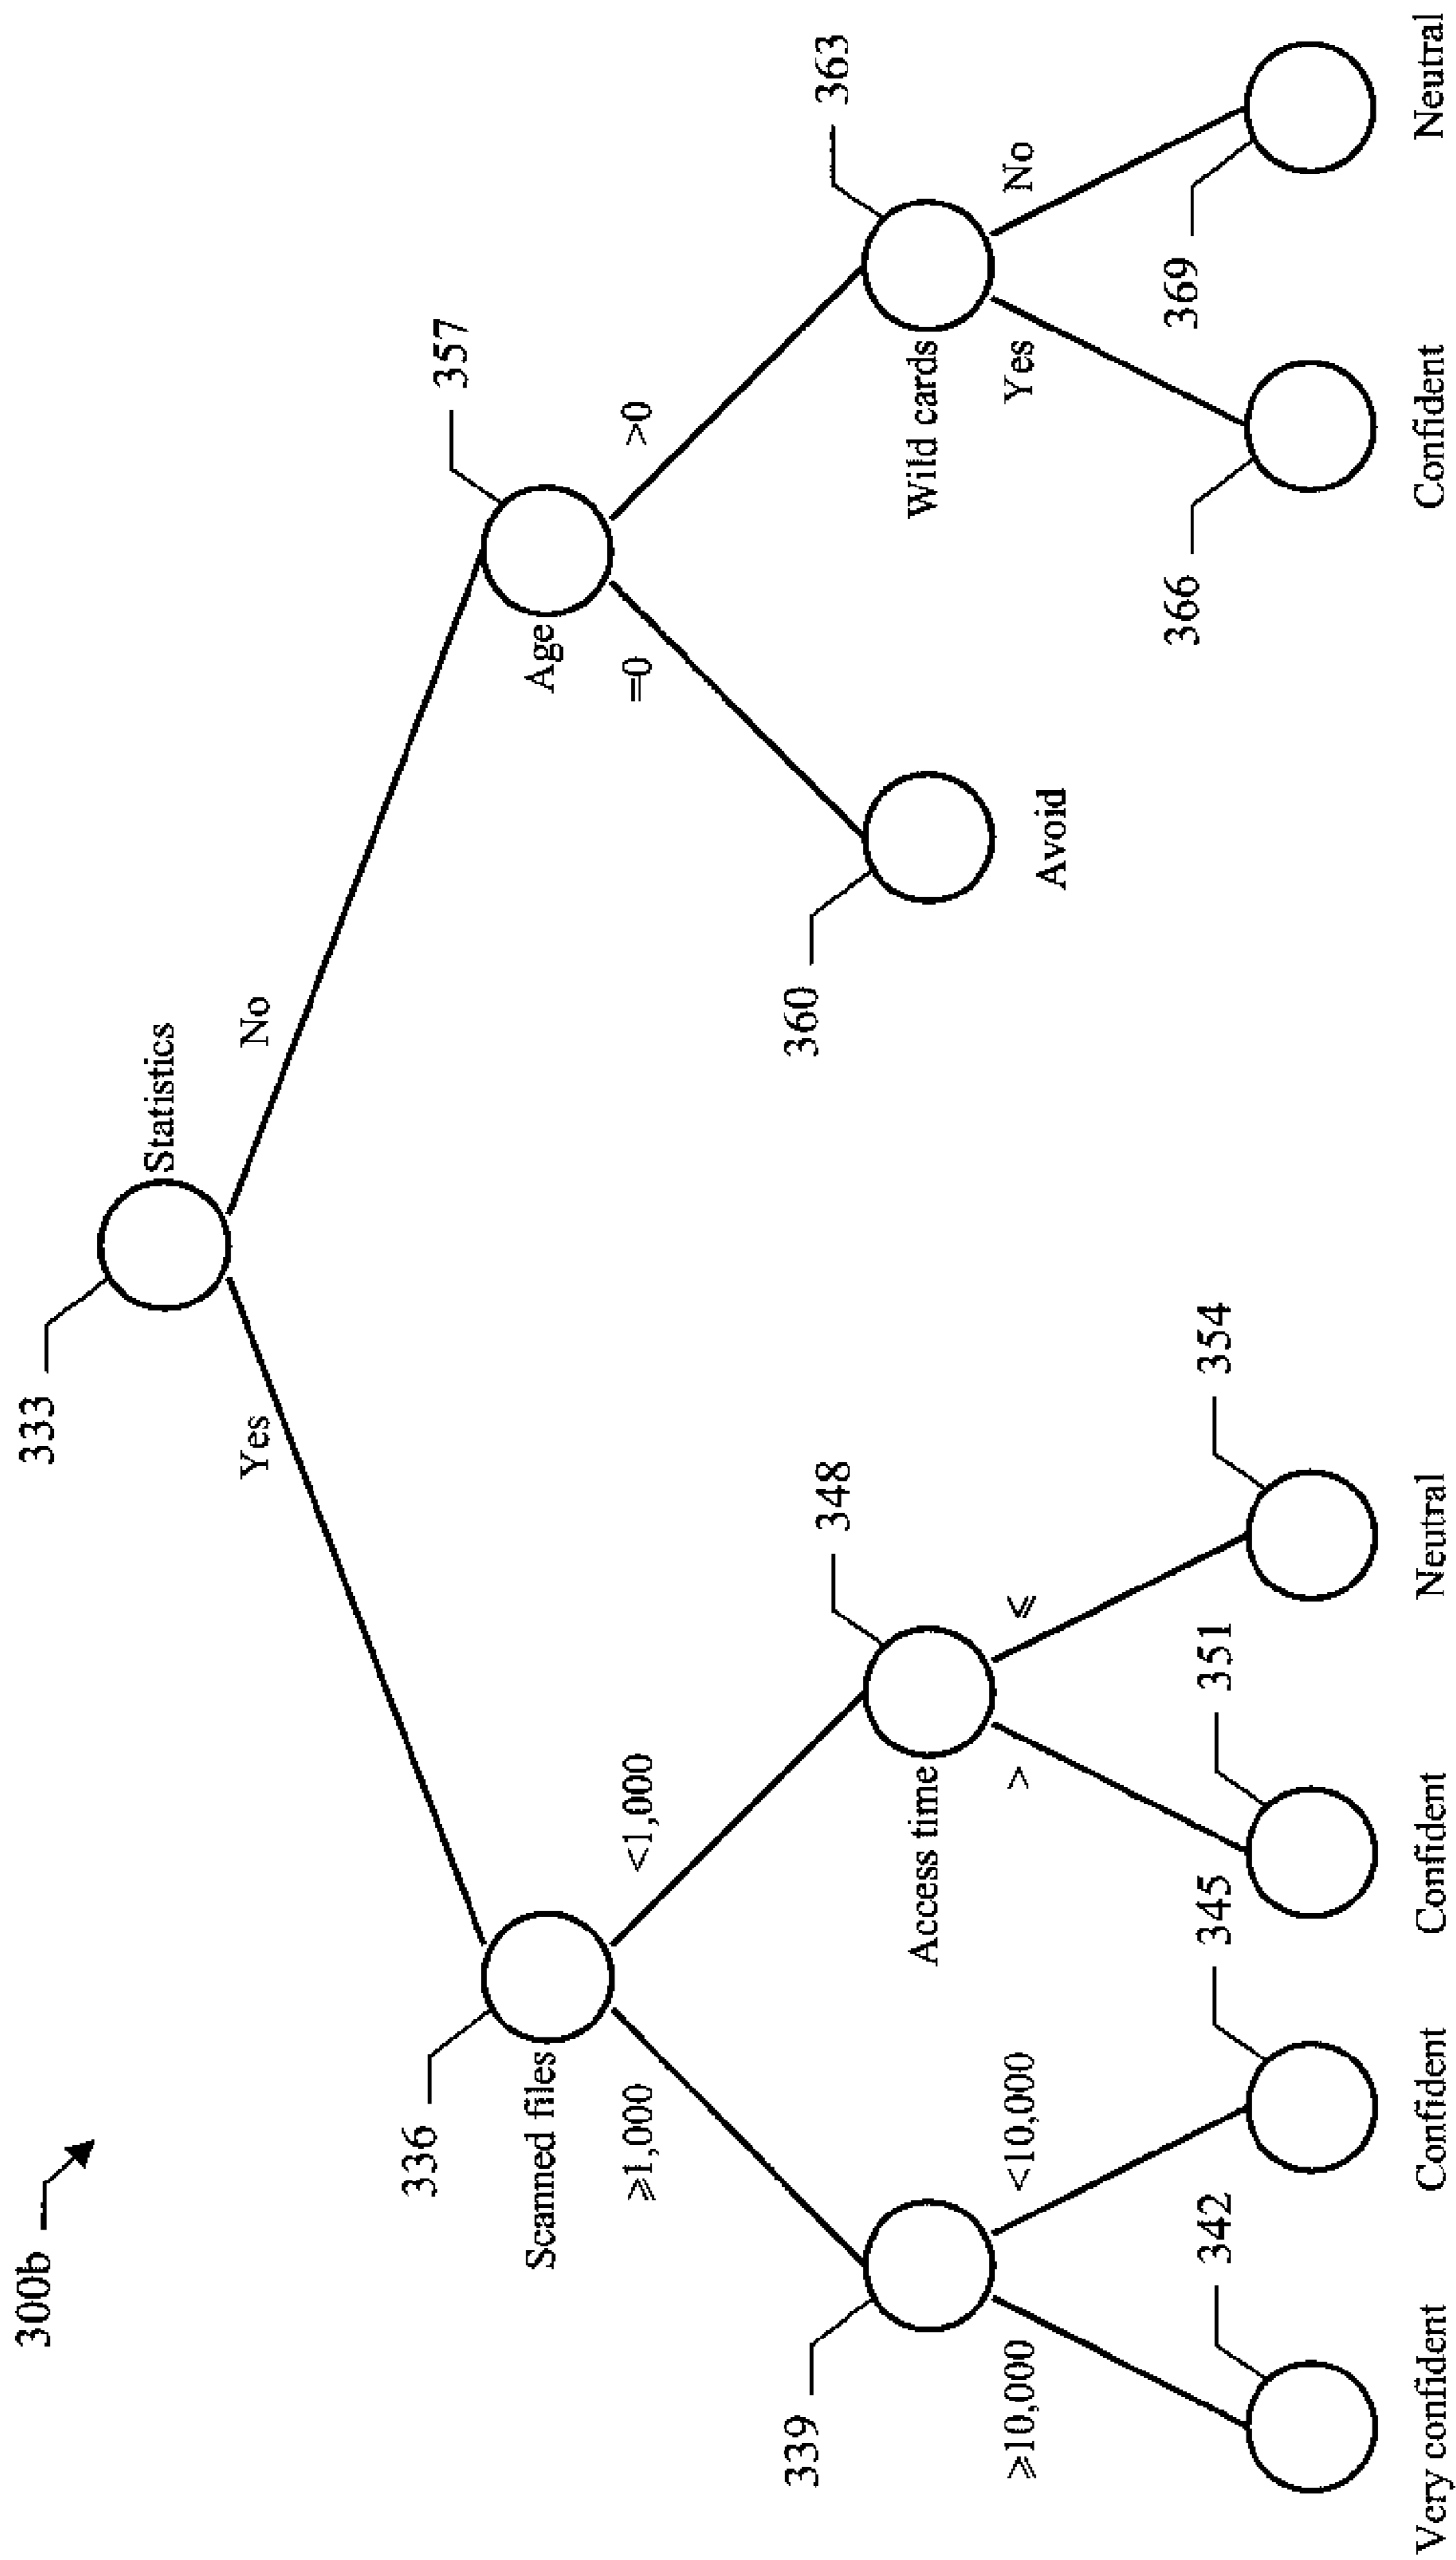 300b
333
Statistics
Yes
No
336
Scanned files
357
Age
≥1,000
<1,000
=0
>0
339
348
Access time
360
363
Wild cards
≥10,000
<10,000
>
≤
Avoid
Yes
No
342
345
351
354
366
369
Very confident
Confident
Confident
Neutral
Confident
Neutral